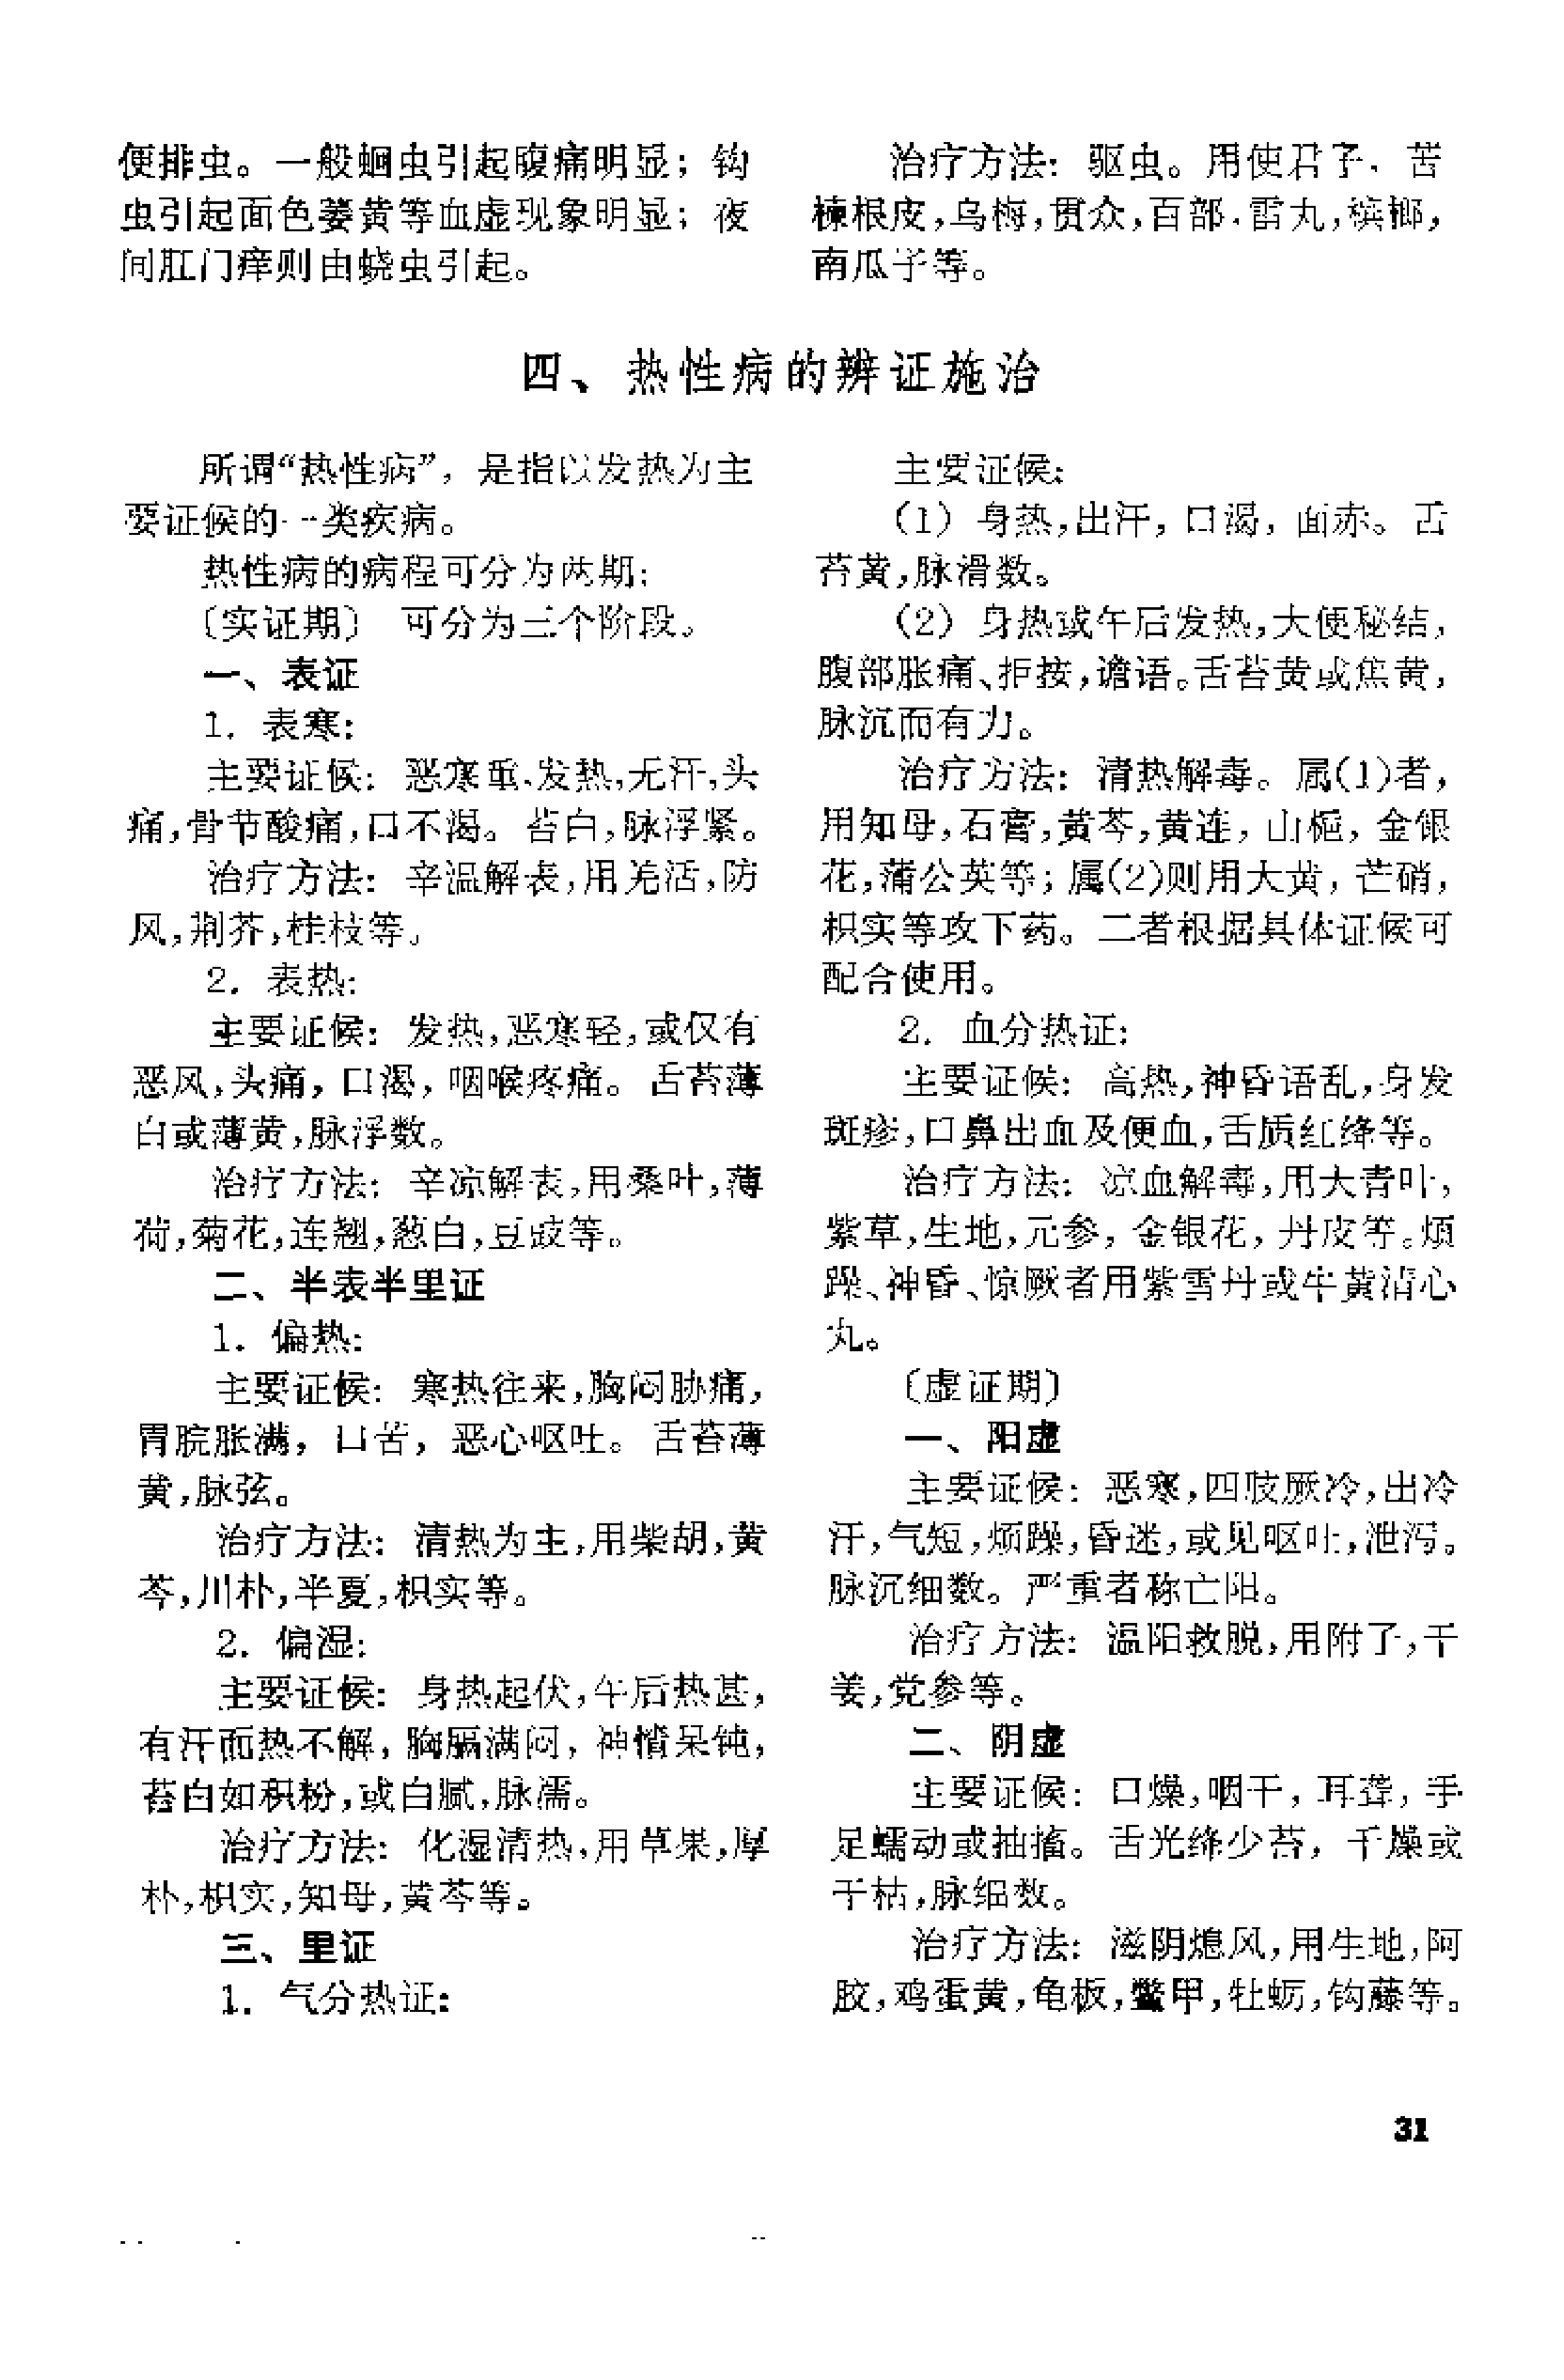 便排虫。一般蛔虫引起腹痛明显；钩
虫引起面色萎黄等血虚现象明显；夜
间肛门痒则由蛲虫引起。
治疗方法：驱虫。用使君子，苦
楝根皮，乌梅，贯众，百部，雷丸，槟榔，
南瓜子等。
四、热性病的辨证施治
所谓“热性病”，是指以发热为主
要证候的一类疾病。
热性病的病程可分为两期：
〔实证期〕 可分为三个阶段。
一、表证
1. 表寒：
主要证候：恶寒重，发热，无汗，头
痛，骨节酸痛，口不渴。苔白，脉浮紧。
治疗方法：辛温解表，用羌活，防
风，荆芥，桂枝等。
2. 表热：
主要证候：发热，恶寒轻，或仅有
恶风，头痛，口渴，咽喉疼痛。舌苔薄
白或薄黄，脉浮数。
治疗方法：辛凉解表，用桑叶，薄
荷，菊花，连翘，葱白，豆豉等。
二、半表半里证
1. 偏热：
主要证候：寒热往来，胸闷胁痛，
胃脘胀满，口苦，恶心呕吐。舌苔薄
黄，脉弦。
治疗方法：清热为主，用柴胡，黄
芩，川朴，半夏，枳实等。
2. 偏湿：
主要证候：身热起伏，午后热甚，
有汗而热不解，胸膈满闷，神情呆钝，
苔白如积粉，或白腻，脉濡。
治疗方法：化湿清热，用草果，厚
朴，枳实，知母，黄芩等。
三、里证
1. 气分热证：
主要证候：
（1） 身热，出汗，口渴，面赤。舌
苔黄，脉滑数。
（2） 身热或午后发热，大便秘结，
腹部胀痛、拒按，谵语。舌苔黄或焦黄，
脉沉而有力。
治疗方法：清热解毒。属(1)者，
用知母，石膏，黄芩，黄连，山栀，金银
花，蒲公英等；属(2)则用大黄，芒硝，
枳实等攻下药。二者根据具体证候可
配合使用。
2. 血分热证：
主要证候：高热，神昏语乱，身发
斑疹，口鼻出血及便血，舌质红绛等。
治疗方法：凉血解毒，用大青叶，
紫草，生地，元参，金银花，丹皮等。烦
躁、神昏、惊厥者用紫雪丹或牛黄清心
丸。
〔虚证期〕
一、阳虚
主要证候：恶寒，四肢厥冷，出冷
汗，气短，烦躁，昏迷，或见呕吐，泄泻。
脉沉细数。严重者称亡阳。
治疗方法：温阳救脱，用附子，干
姜，党参等。
二、阴虚
主要证候：口燥，咽干，耳聋，手
足蠕动或抽搐。舌光绛少苔，干燥或
干枯，脉细数。
治疗方法：滋阴熄风，用生地，阿
胶，鸡蛋黄，龟板，鳖甲，牡蛎，钩藤等。
31